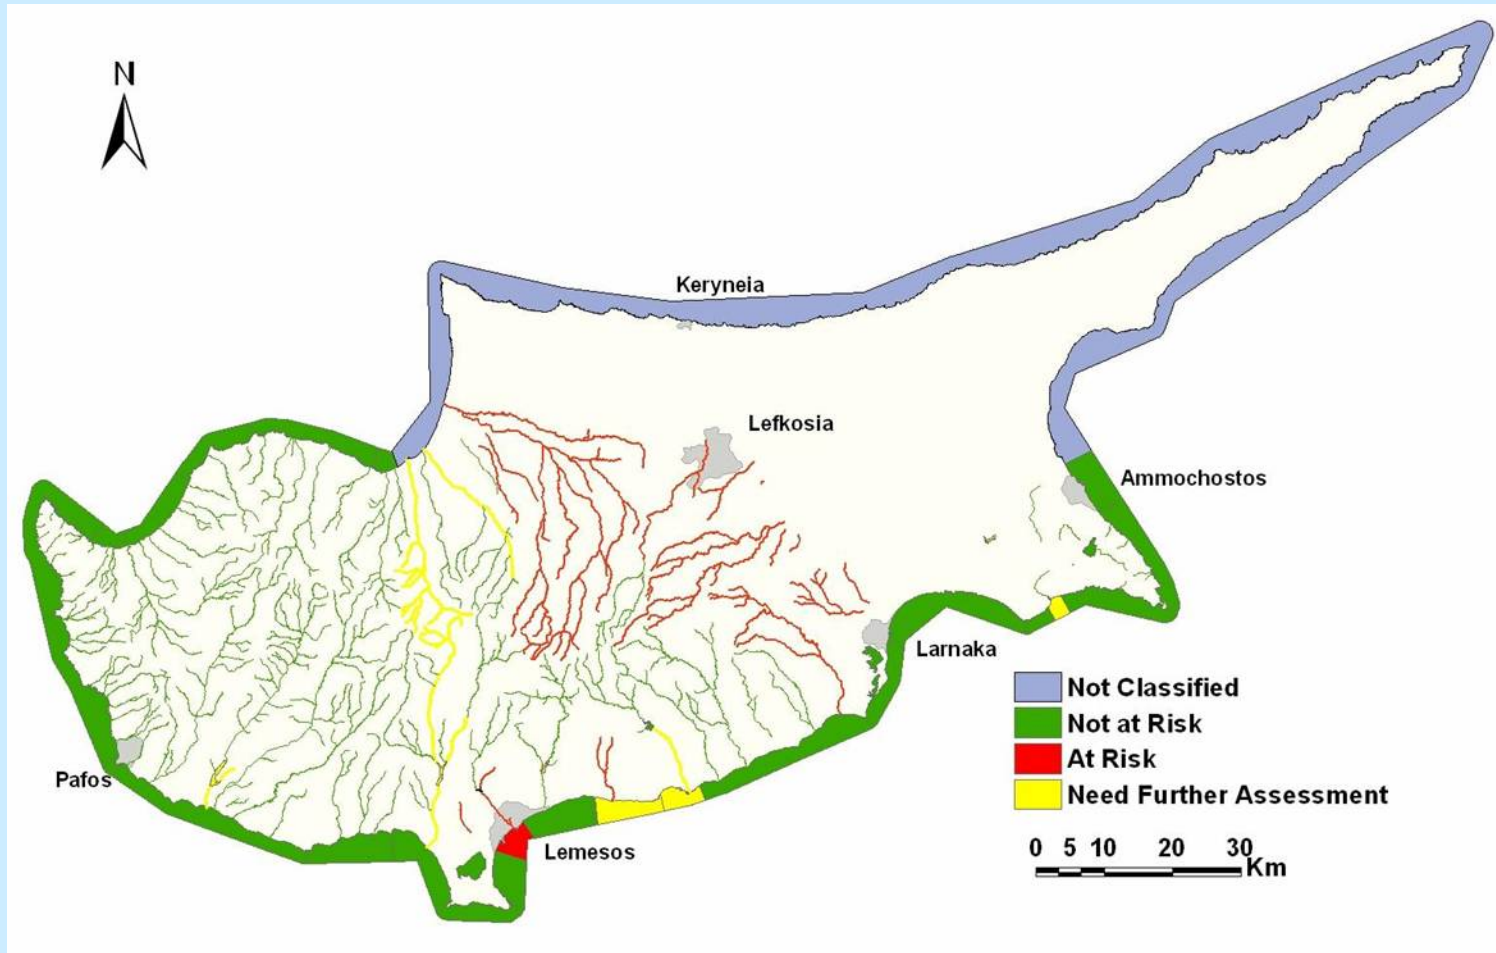 N
Keryneia
Lefkosia
Ammochostos
Larnaka
Pafos
Lemesos
Not Classified
Not at Risk
At Risk
Need Further Assessment
0 5 10 20 30
Km